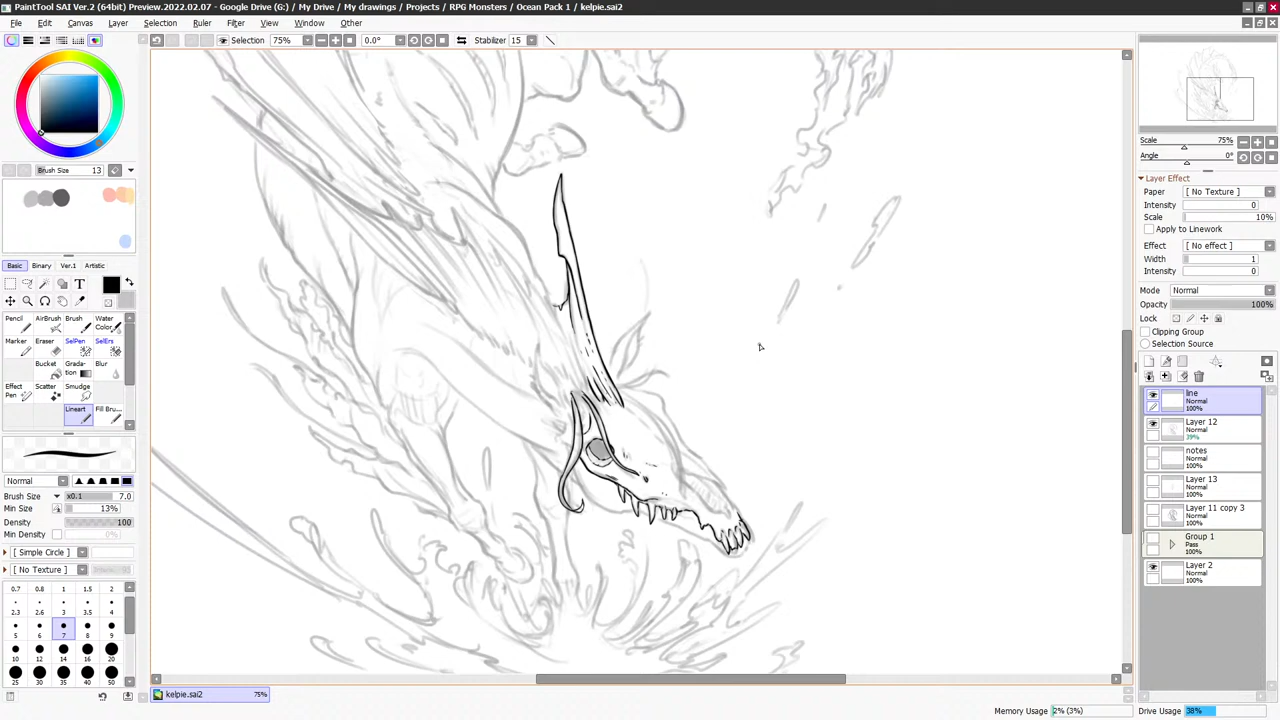 PaintTool SAI Ver.2 (64bit) Preview.2022.02.07 - Google Drive (G:) / My Drive / My drawings / Projects / RPG Monsters / Ocean Pack 1 / kelpie.sai2
File Edit Canvas Layer Selection Ruler Filter View Window Other
Selection 75% 0.0° Stabilizer 15
Brush Size 13
Basic Binary Ver.1 Artistic
T
Pencil AirBrush Brush Water Color
Marker Eraser SelPen SelErs
Bucket Grada- tion Blur
Effect Pen Scatter Smudge
Lineart Fill Bru...
Normal
Brush Size x0.1 7.0
Min Size 13%
Density 100
Min Density 0%
[ Simple Circle ]
[ No Texture ]
0.7 0.8 1 1.5 2
2.3 2.6 3 3.5 4
5 6 7 8 9
10 12 14 16 20
25 30 35 40 50
kelpie.sai2 75%
Scale 75%
Angle 0°
Layer Effect
Paper [ No Texture ]
Intensity 0
Scale 10%
Apply to Linework
Effect [ No effect ]
Width 1
Intensity 0
Mode Normal
Opacity 100%
Lock
Clipping Group
Selection Source
line
Normal
100%
Layer 12
Normal
39%
notes
Normal
100%
Layer 13
Normal
100%
Layer 11 copy 3
Normal
100%
Group 1
Pass
100%
Layer 2
Normal
100%
Memory Usage 2% (3%) Drive Usage 38%